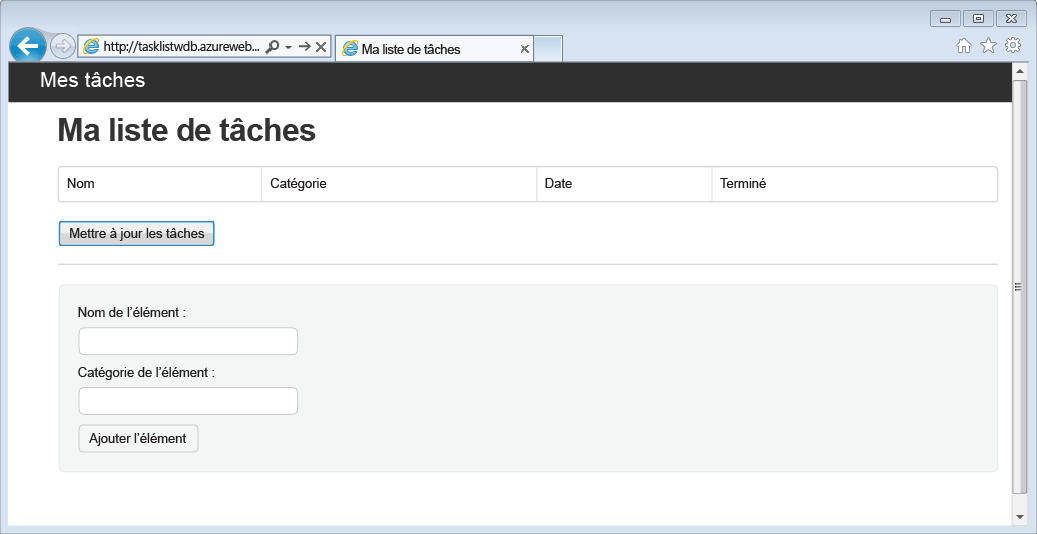 http://tasklistwdb.azureweb...
Ma liste de tâches
Mes tâches
Ma liste de tâches
Nom Catégorie Date Terminé
Mettre à jour les tâches
Nom de l'élément :
Catégorie de l'élément :
Ajouter l'élément